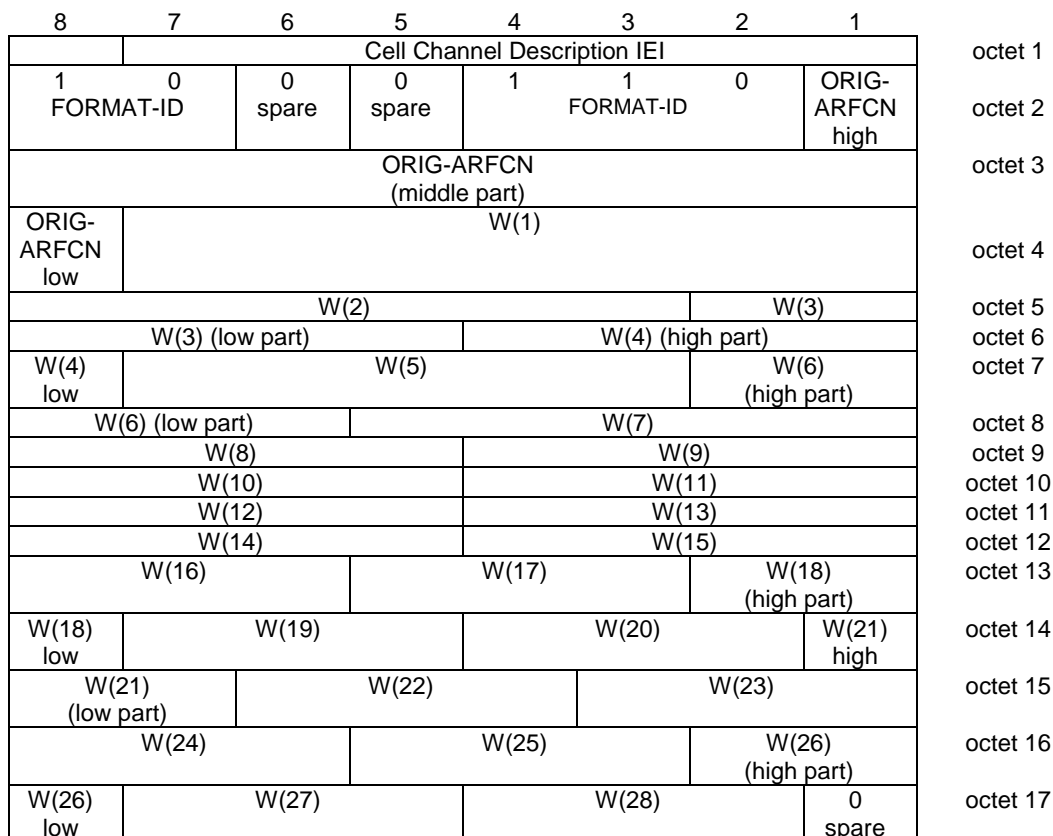 8 7 6 5 4 3 2 1
Cell Channel Description IEI octet 1
1 0 0 0 1 1 0 ORIG-
FORMAT-ID spare spare FORMAT-ID ARFCN octet 2
high
ORIG-ARFCN octet 3
(middle part)
ORIG- W(1)
ARFCN octet 4
low
W(2) W(3) octet 5
W(3) (low part) W(4) (high part) octet 6
W(4) W(5) W(6) octet 7
low (high part)
W(6) (low part) W(7) octet 8
W(8) W(9) octet 9
W(10) W(11) octet 10
W(12) W(13) octet 11
W(14) W(15) octet 12
W(16) W(17) W(18) octet 13
(high part)
W(18) W(19) W(20) W(21) octet 14
low high
W(21) W(22) W(23) octet 15
(low part)
W(24) W(25) W(26) octet 16
(high part)
W(26) W(27) W(28) 0 octet 17
low spare